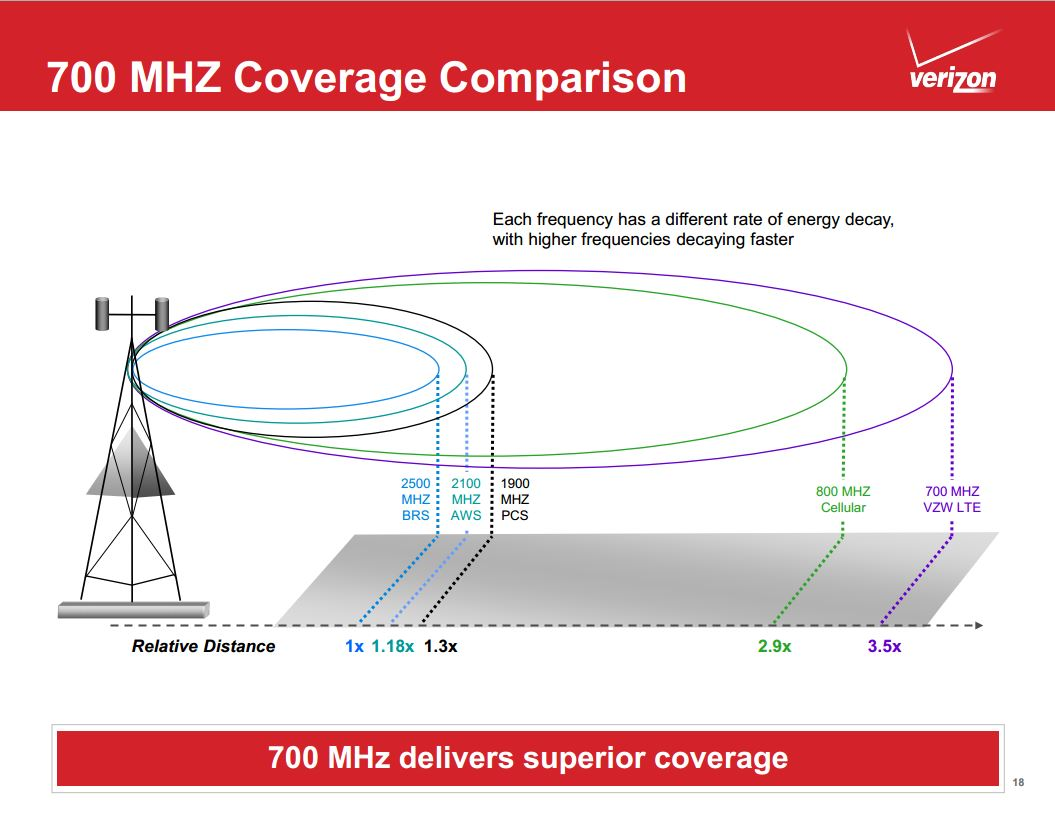 700 MHZ Coverage Comparison
verizon
Each frequency has a different rate of energy decay,
with higher frequencies decaying faster
2500
MHZ
BRS
2100
MHZ
AWS
1900
MHZ
PCS
800 MHZ
Cellular
700 MHZ
VZW LTE
Relative Distance
1x
1.18x
1.3x
2.9x
3.5x
700 MHz delivers superior coverage
18